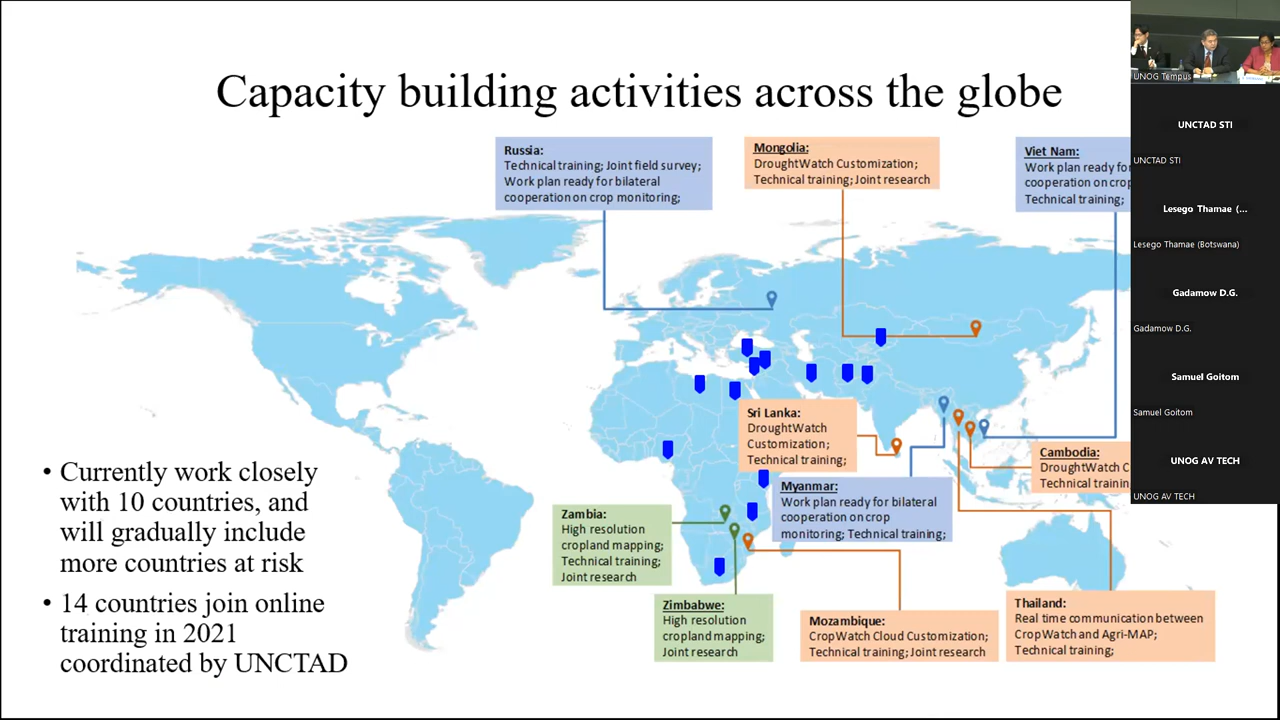 Capacity building activities across the globe
Russia:
Technical training; Joint field survey;
Work plan ready for bilateral
cooperation on crop monitoring;
Mongolia:
DroughtWatch Customization;
Technical training; Joint research
Viet Nam:
Work plan ready for
cooperation on crop
Technical training;
Sri Lanka:
DroughtWatch
Customization;
Technical training;
Myanmar:
Work plan ready for bilateral
cooperation on crop
monitoring; Technical training;
Cambodia:
DroughtWatch C
Technical trainin
Zambia:
High resolution
cropland mapping;
Technical training;
Joint research
Zimbabwe:
High resolution
cropland mapping;
Joint research
Mozambique:
CropWatch Cloud Customization;
Technical training; Joint research
Thailand:
Real time communication between
CropWatch and Agri-MAP;
Technical training;
• Currently work closely
with 10 countries, and
will gradually include
more countries at risk
• 14 countries join online
training in 2021
coordinated by UNCTAD
UNOG Tempus
UNCTAD STI
UNCTAD STI
Lesego Thamae (...
Lesego Thamae (Botswana)
Gadamow D.G.
Gadamow D.G.
Samuel Goitom
Samuel Goitom
UNOG AV TECH
UNOG AV TECH